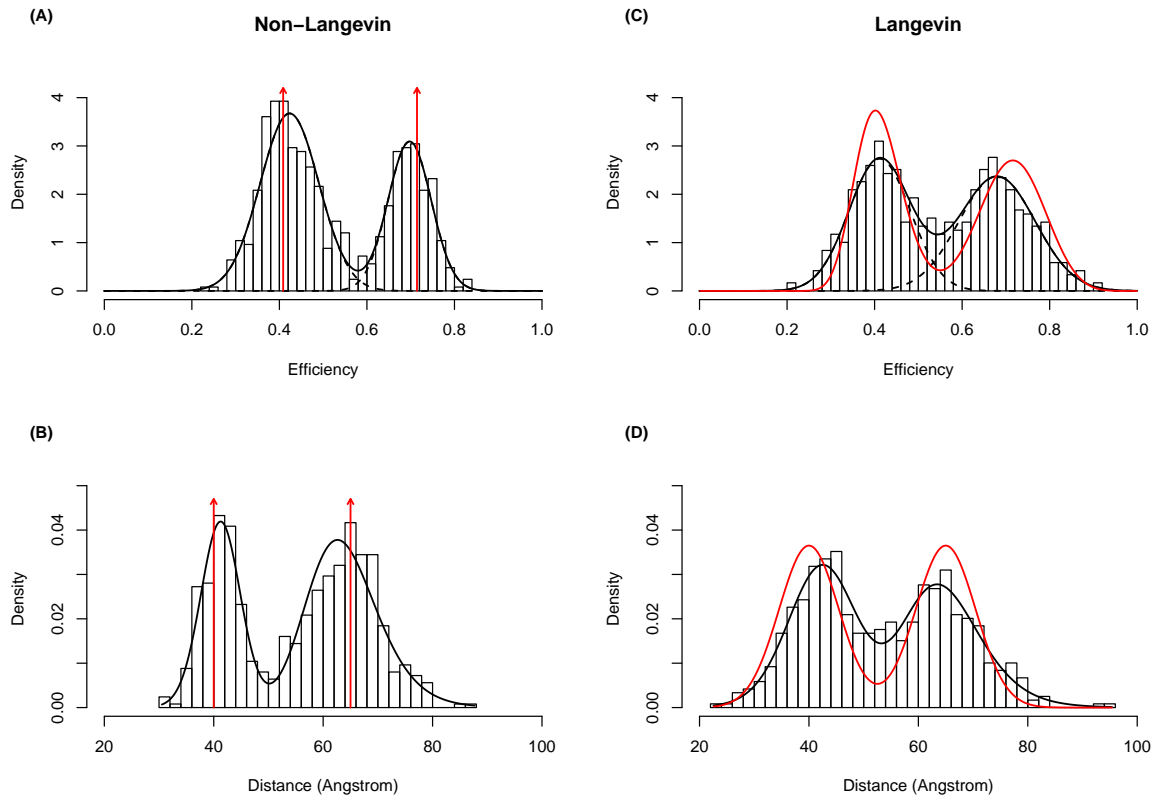 (A)
Non−Langevin
Density
0 1 2 3 4
0.0 0.2 0.4 0.6 0.8 1.0
Efficiency
(C)
Langevin
Density
0 1 2 3 4
0.0 0.2 0.4 0.6 0.8 1.0
Efficiency
(B)
Density
0.00 0.02 0.04
20 40 60 80 100
Distance (Angstrom)
(D)
Density
0.00 0.02 0.04
20 40 60 80 100
Distance (Angstrom)